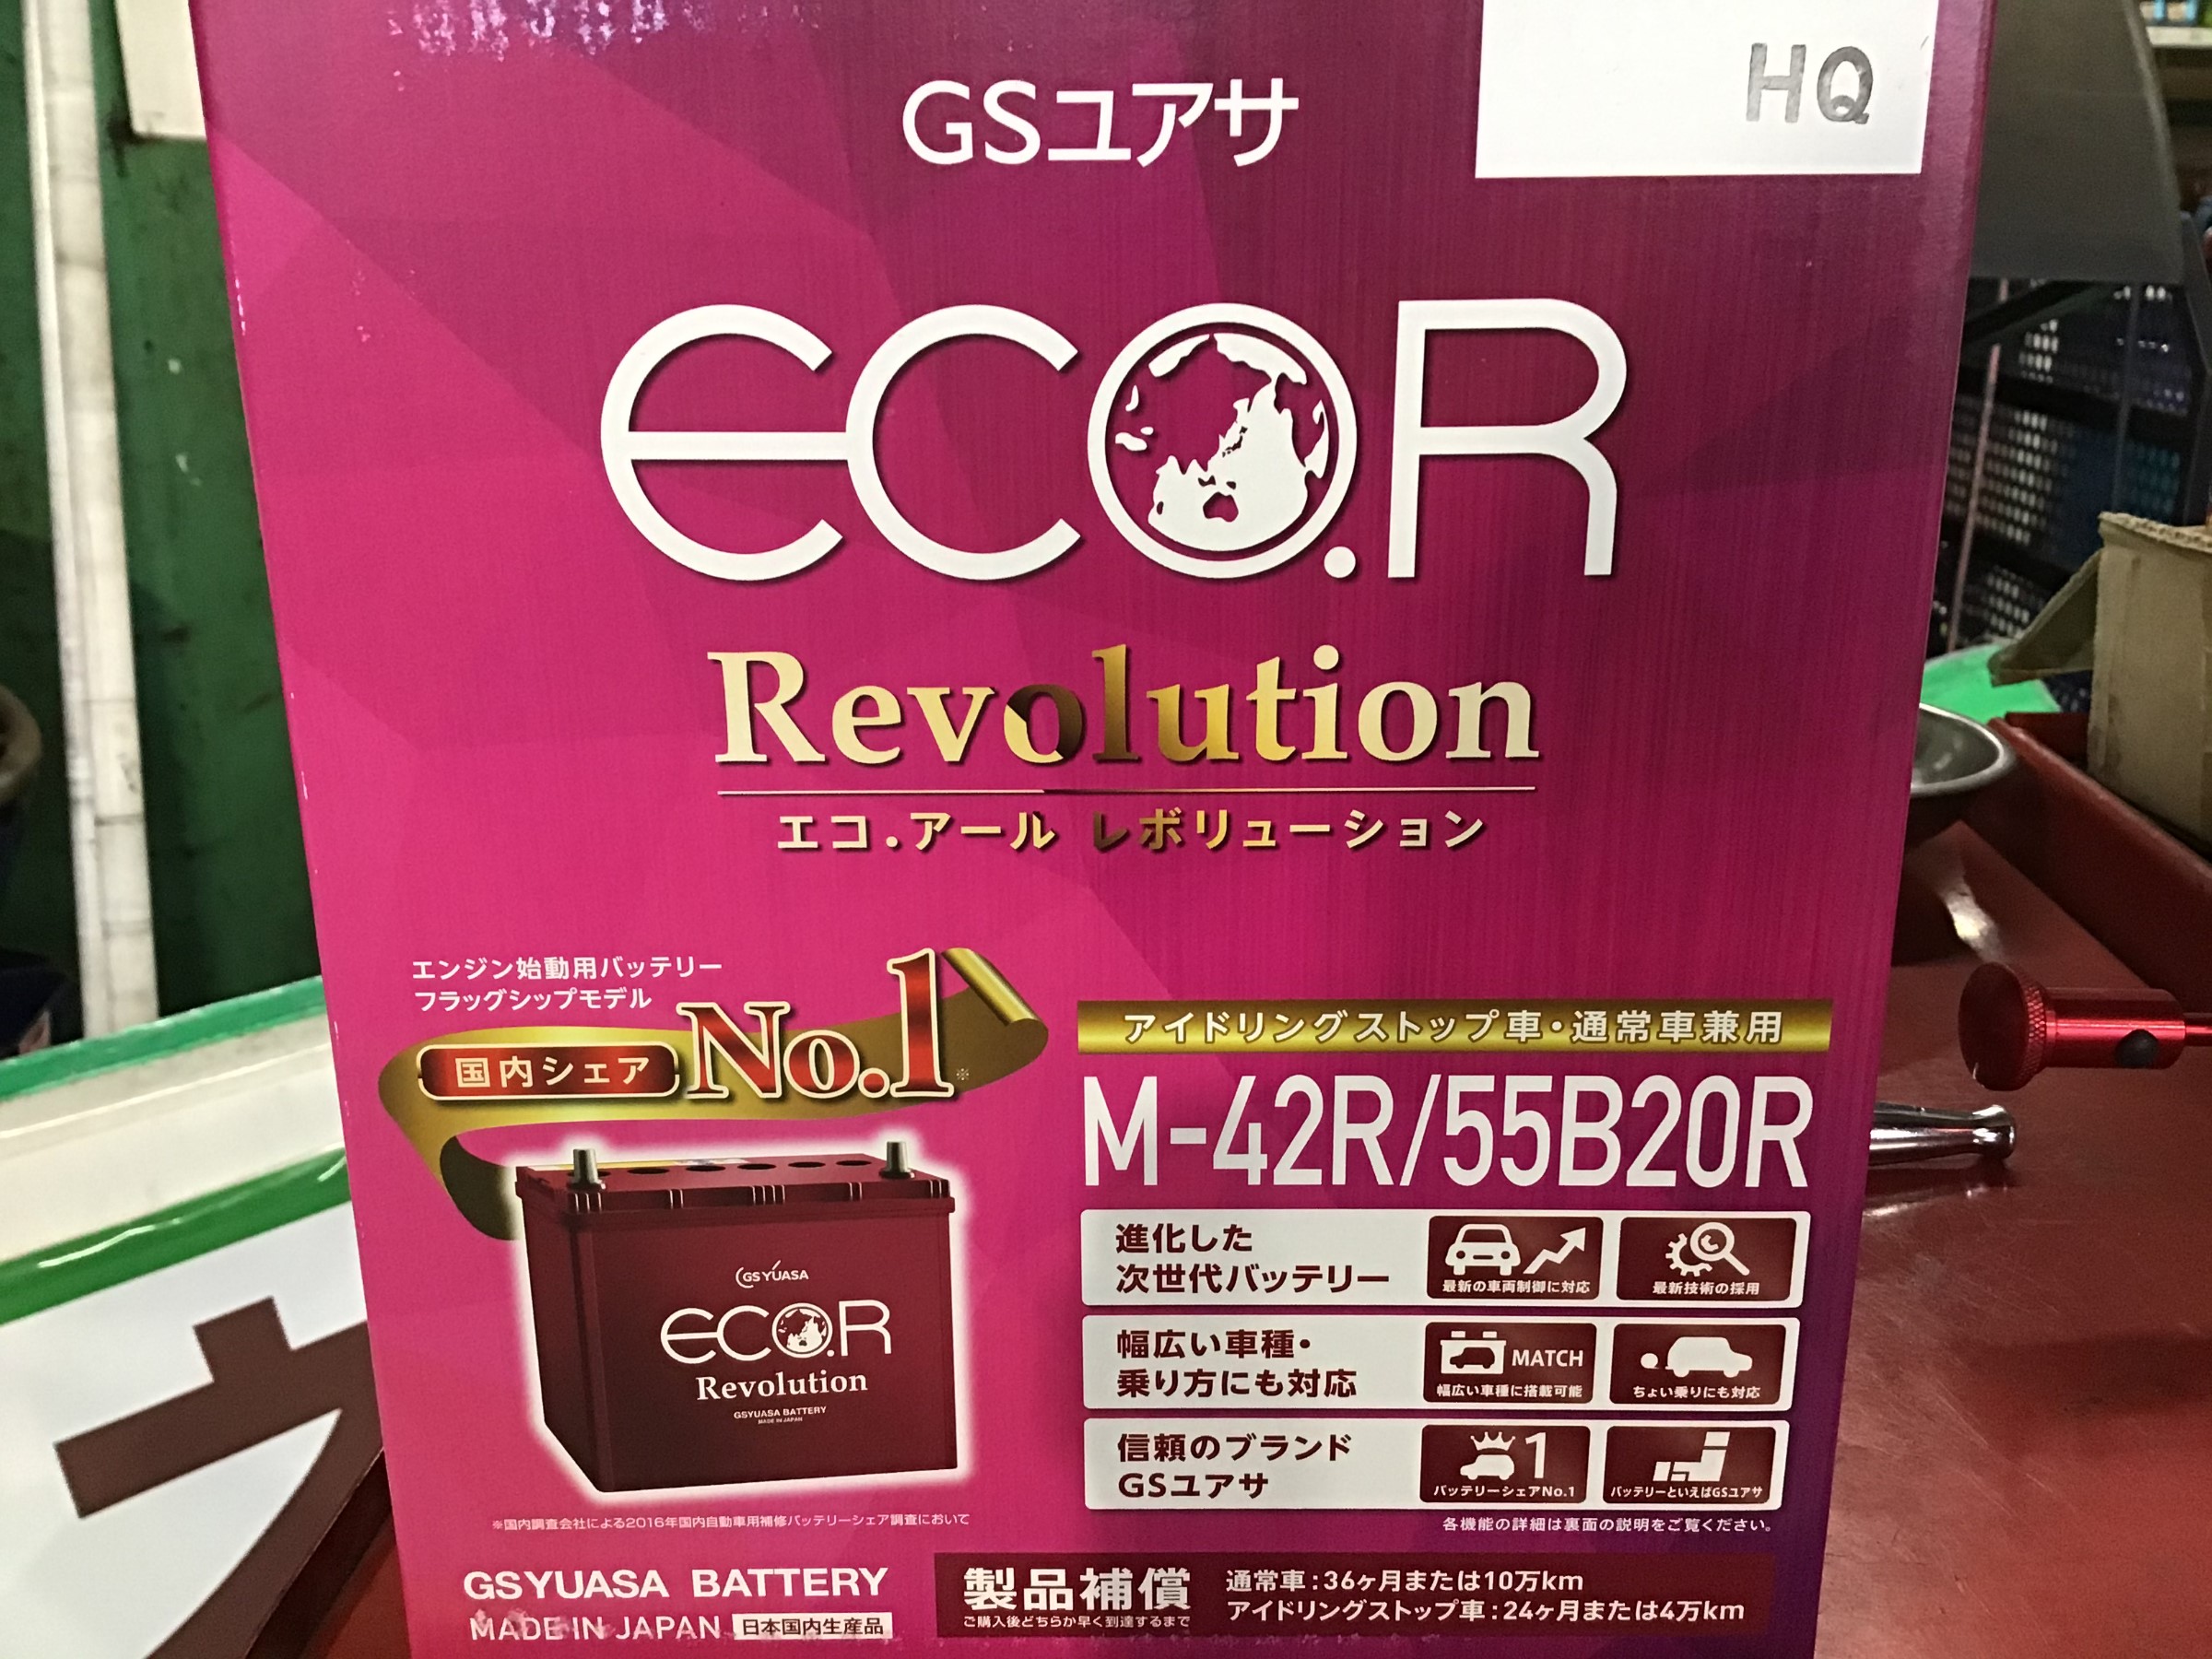 HQ
GSユアサ
ECO.R
Revolution
エコ.アール レボリューション
エンジン始動用バッテリー
フラッグシップモデル
国内シェア No.1※
GS YUASA
ECO.R
Revolution
GSYUASA BATTERY
MADE IN JAPAN
※国内調査会社による2016年国内自動車用補修バッテリーシェア調査において
アイドリングストップ車・通常車兼用
M-42R/55B20R
進化した
次世代バッテリー
最新の車両制御に対応
最新技術の採用
幅広い車種・
乗り方にも対応
MATCH
幅広い車種に搭載可能
ちょい乗りにも対応
信頼のブランド
GSユアサ
1
バッテリーシェアNo.1
バッテリーといえばGSユアサ
各機能の詳細は裏面の説明をご覧ください。
GSYUASA BATTERY
MADE IN JAPAN 日本国内生産品
製品補償
ご購入後どちらか早く到達するまで
通常車:36ヶ月または10万km
アイドリングストップ車:24ヶ月または4万km